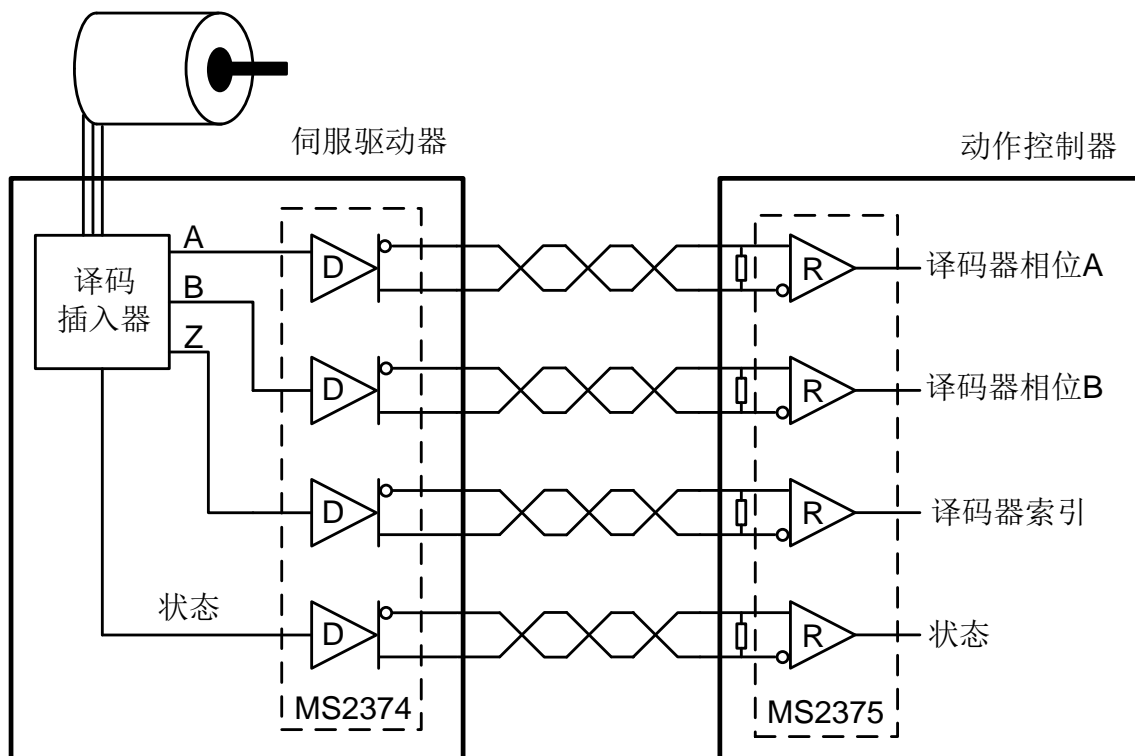 伺服驱动器
动作控制器
译码
插入器
A
B
Z
状态
D
D
D
D
MS2374
R
R
R
R
MS2375
译码器相位A
译码器相位B
译码器索引
状态